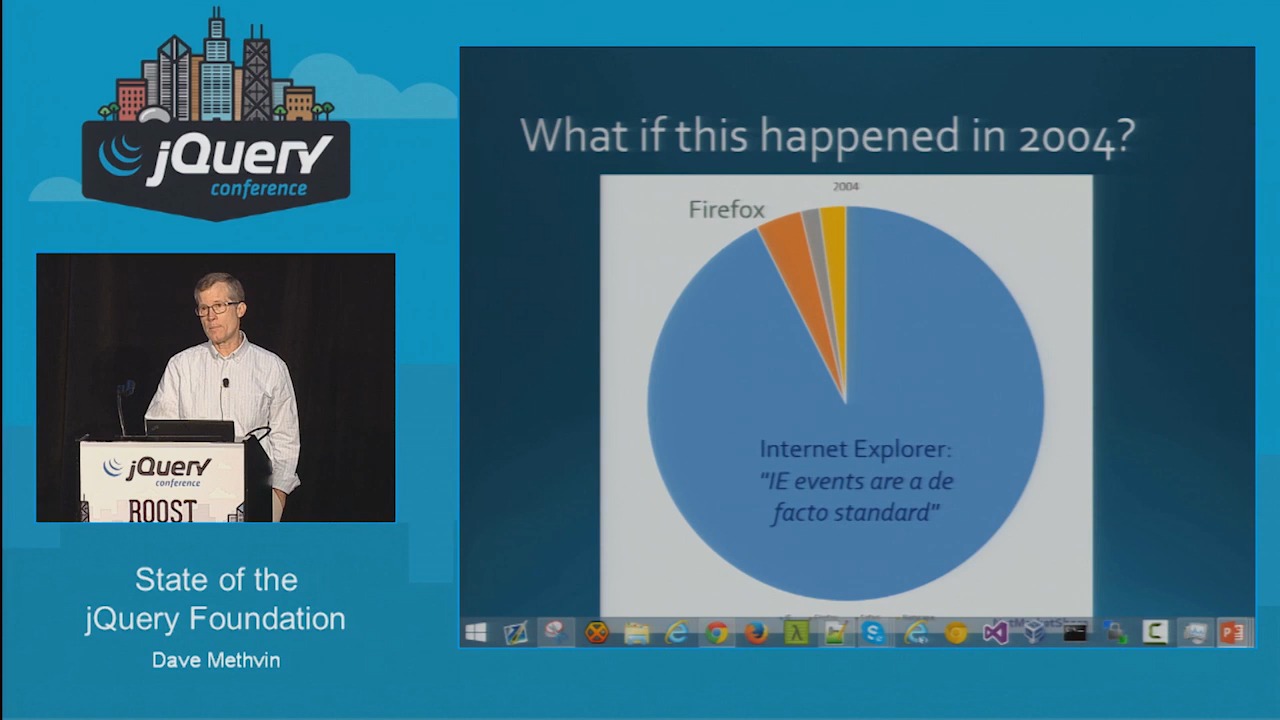 jQuery
conference
jQuery
conference
ROOST
State of the
jQuery Foundation
Dave Methvin
What if this happened in 2004?
2004
Firefox
Internet Explorer:
"IE events are a de
facto standard"